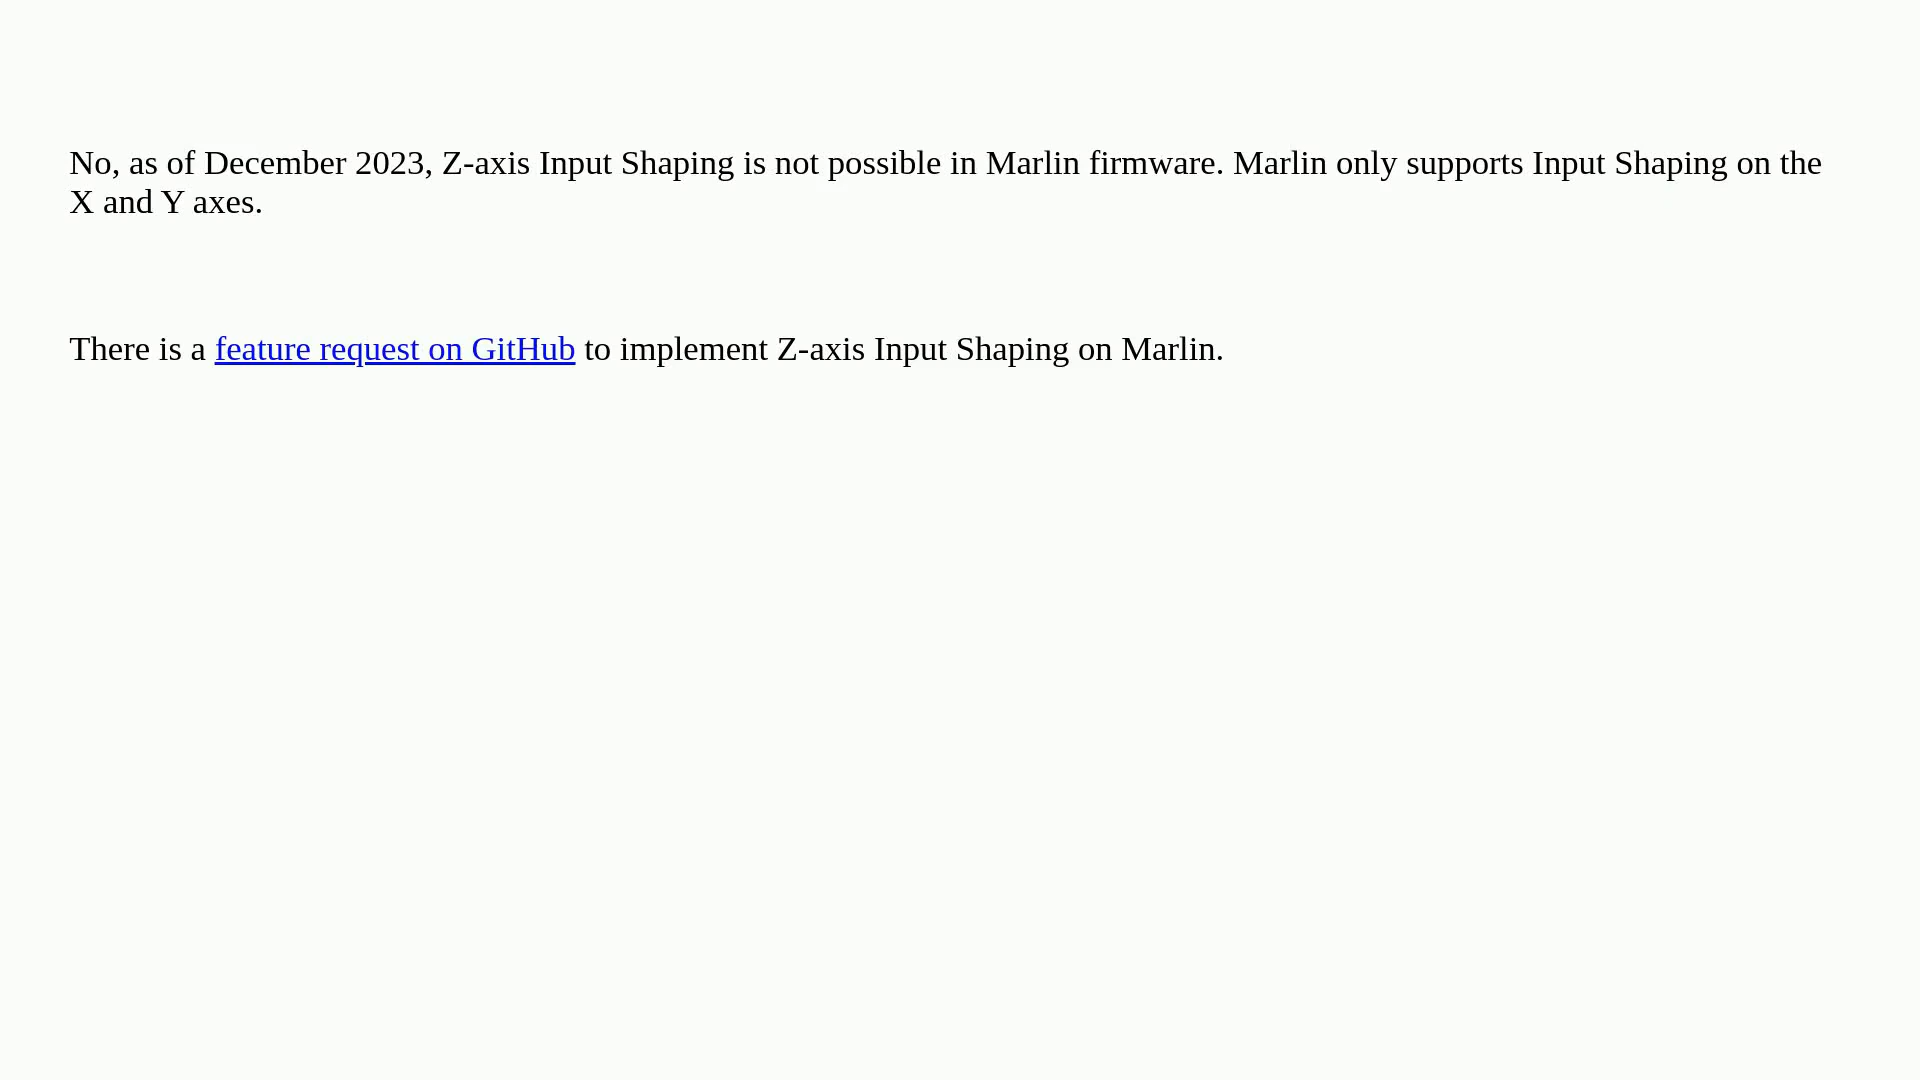 No, as of December 2023, Z-axis Input Shaping is not possible in Marlin firmware. Marlin only supports Input Shaping on the
X and Y axes.
There is a feature request on GitHub to implement Z-axis Input Shaping on Marlin.